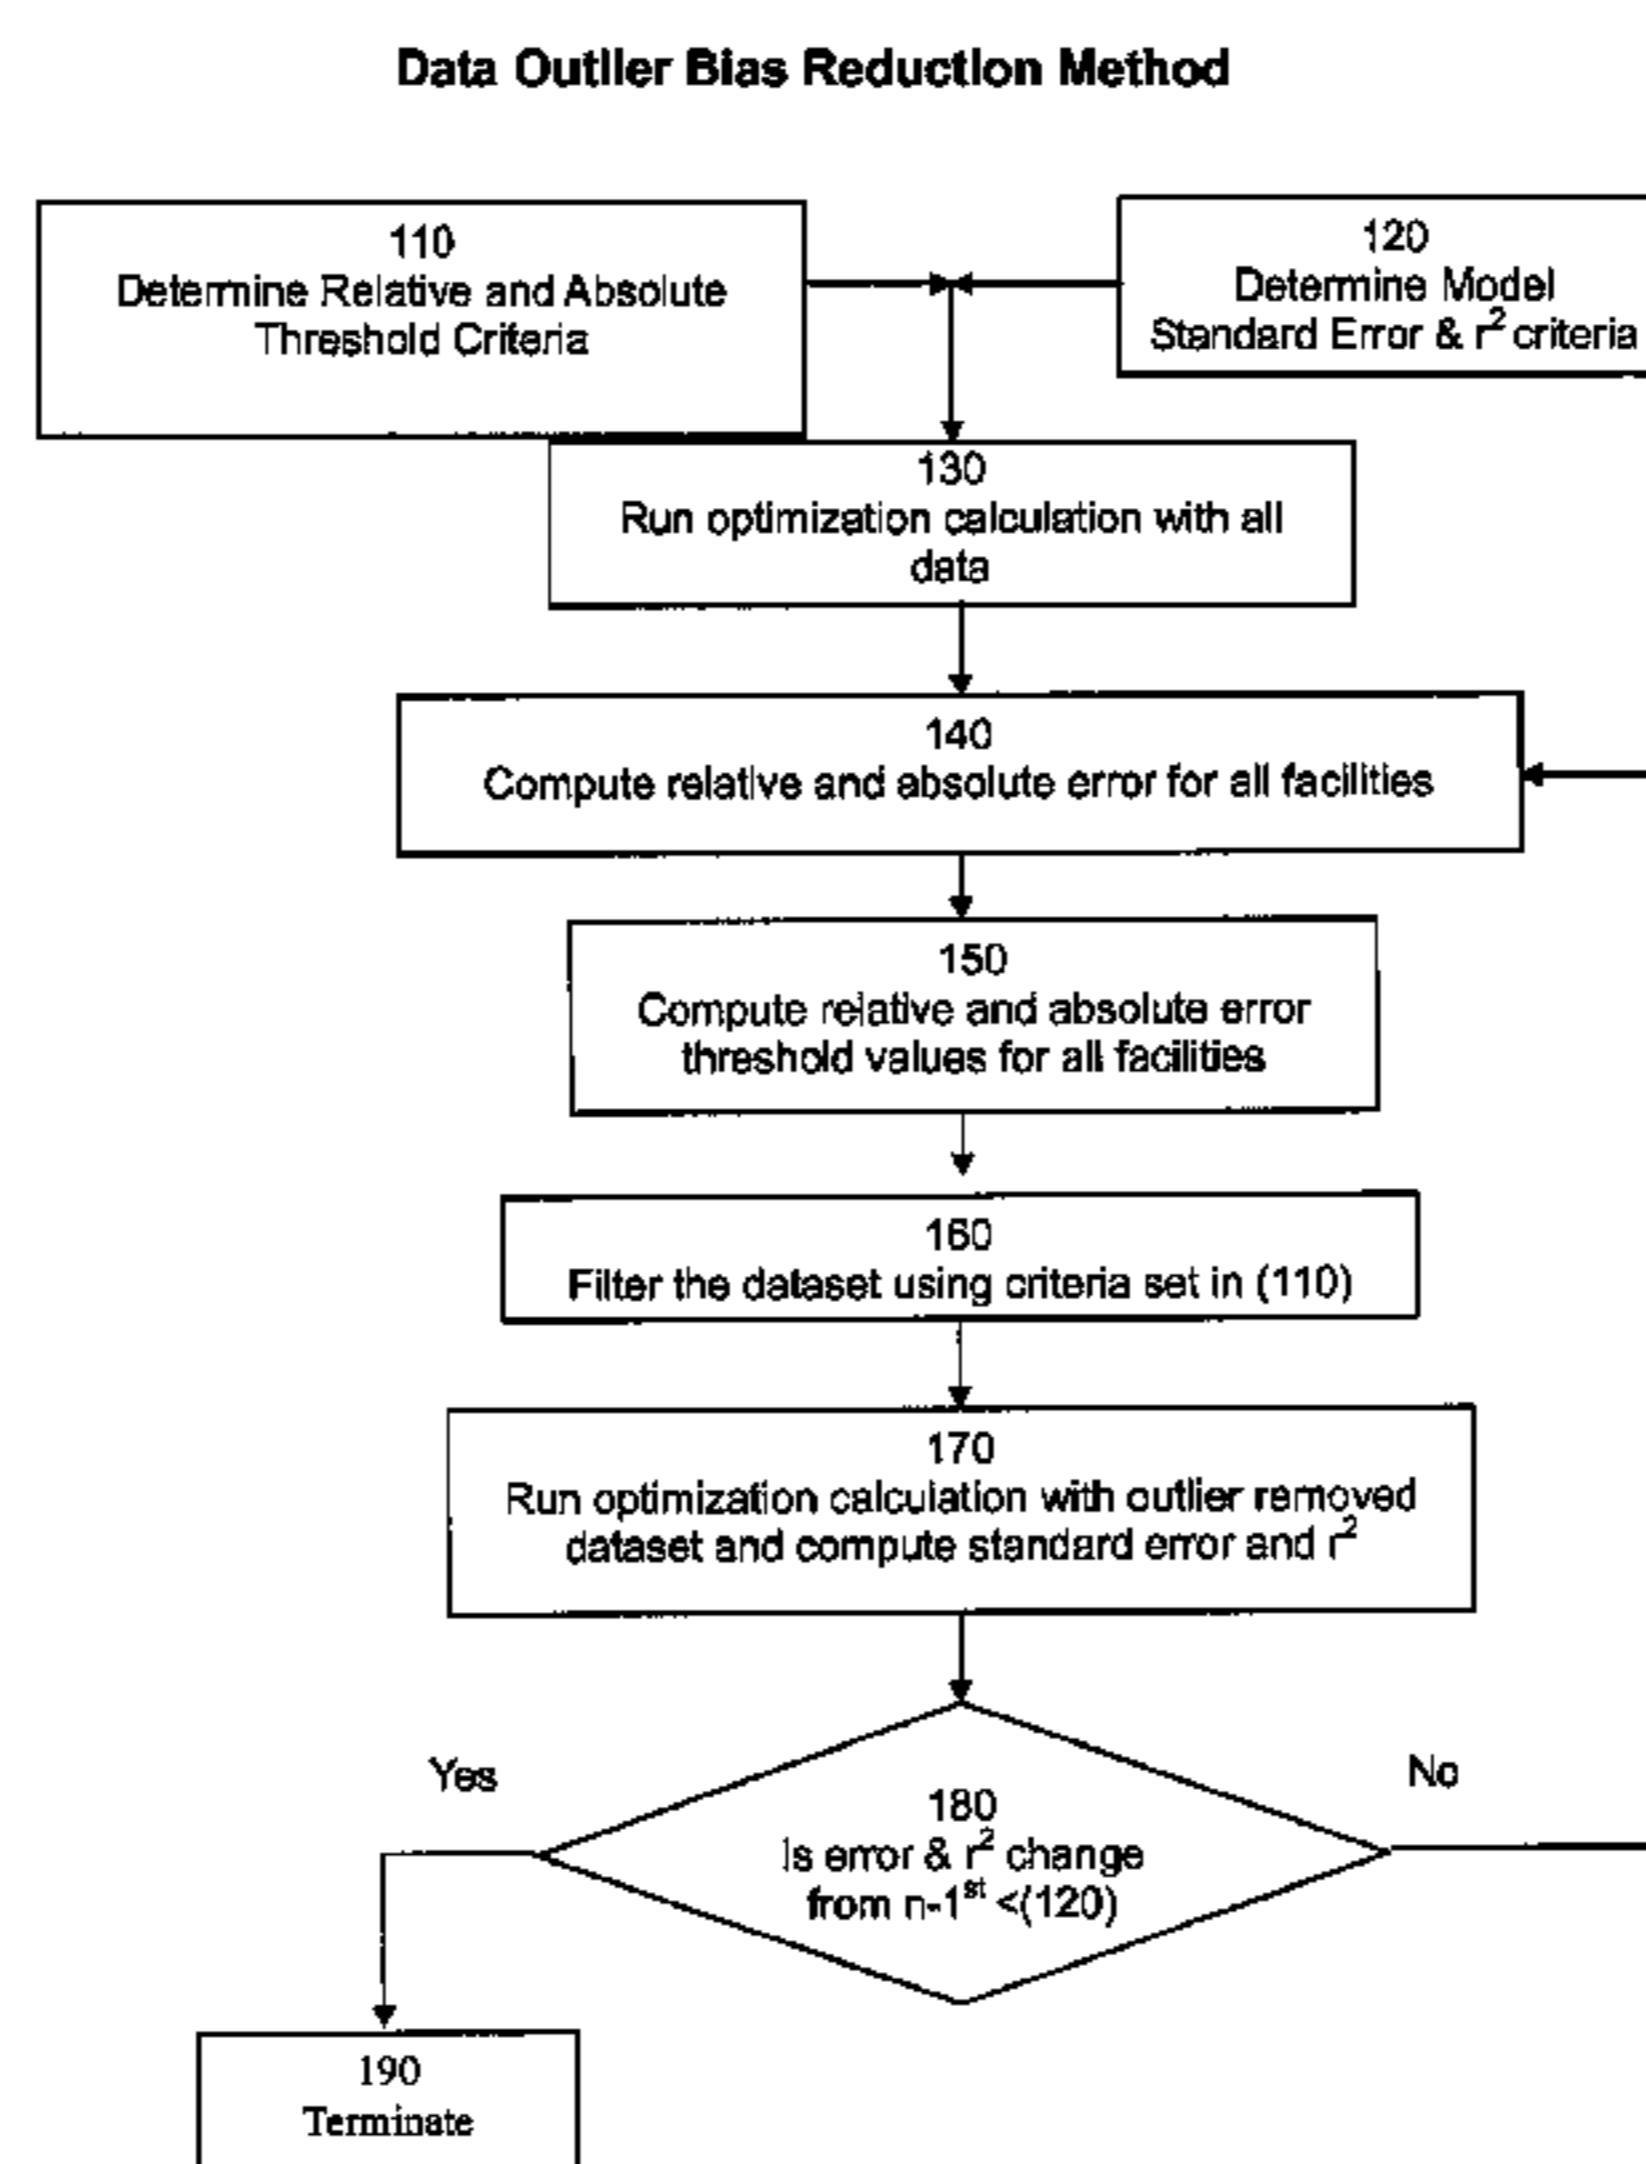 Data Outlier Bias Reduction Method
110
Determine Relative and Absolute
Threshold Criteria
120
Determine Model
Standard Error & r² criteria
130
Run optimization calculation with all
data
140
Compute relative and absolute error for all facilities
150
Compute relative and absolute error
threshold values for all facilities
160
Filter the dataset using criteria set in (110)
170
Run optimization calculation with outlier removed
dataset and compute standard error and r²
Yes
No
180
Is error & r² change
from n-1ˢᵗ <(120)
190
Terminate